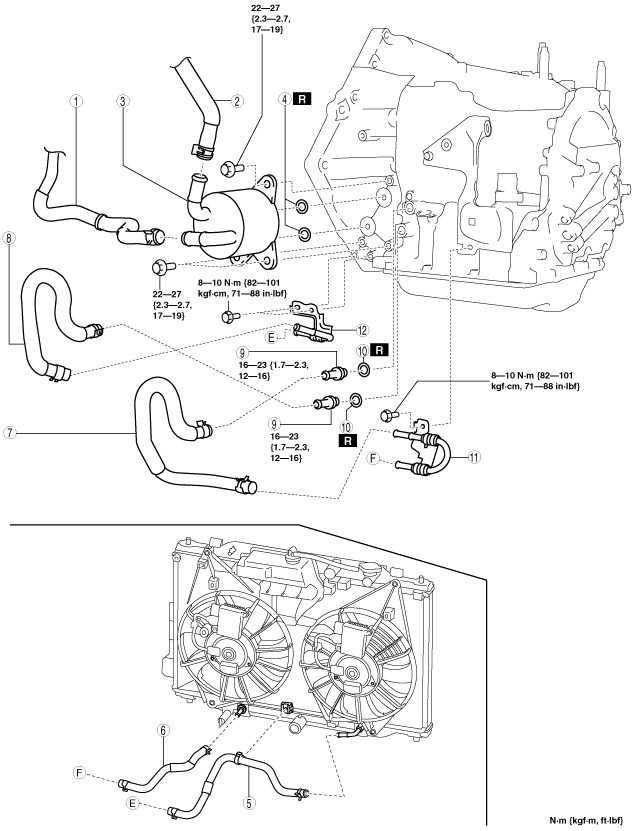 22—27
{2.3—2.7,
17—19}
1
3
2
4 R
8
22—27
{2.3—2.7,
17—19}
8—10 N·m {82—101
kgf·cm, 71—88 in·lbf}
E
12
9
10 R
16—23 {1.7—2.3,
12—16}
8—10 N·m {82—101
kgf·cm, 71—88 in·lbf}
7
9
16—23
{1.7—2.3,
12—16}
10
R
F
11
6
F
E
5
N·m {kgf·m, ft·lbf}